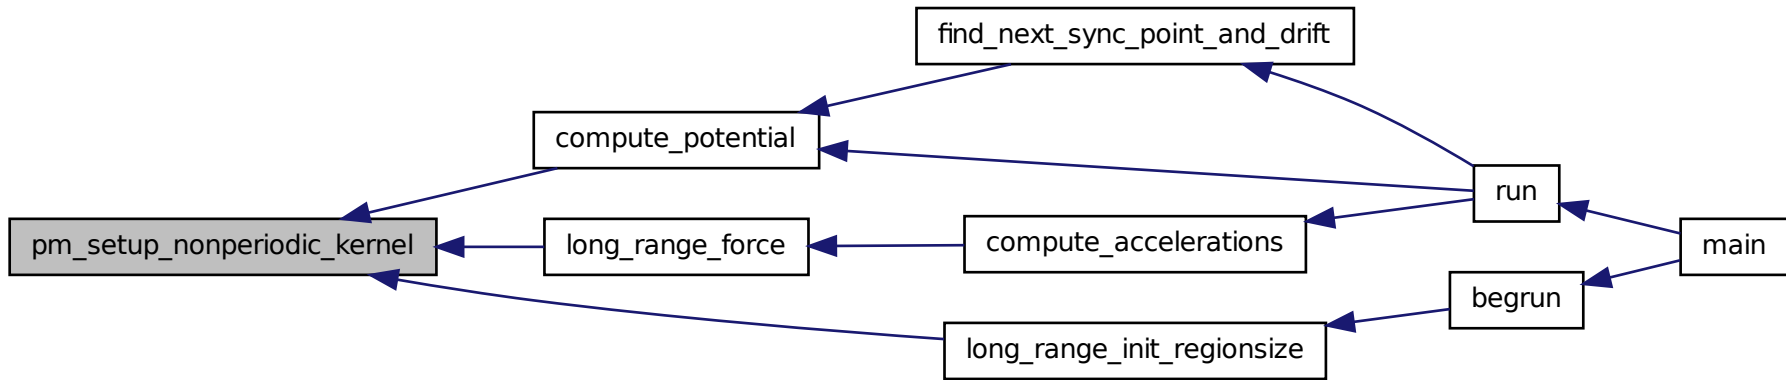 find_next_sync_point_and_drift
compute_potential
run
pm_setup_nonperiodic_kernel
long_range_force
compute_accelerations
main
begrun
long_range_init_regionsize